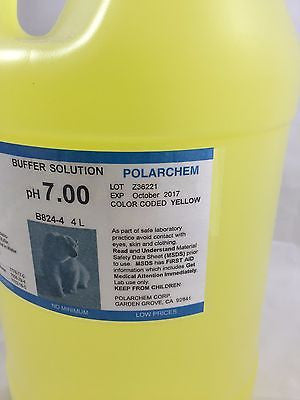 BUFFER SOLUTION
pH 7.00
B824-4 4 L
NO MINIMUM
POLARCHEM
LOT Z36221
EXP October 2017
COLOR CODED YELLOW
As part of safe laboratory
practice avoid contact with
eyes, skin and clothing.
Read and Understand Material
Safety Data Sheet (MSDS) prior
to use. MSDS has FIRST AID
information which includes Get
Medical Attention Immediately.
Lab use only.
KEEP FROM CHILDREN
POLARCHEM CORP
GARDEN GROVE, CA 92841
LOW PRICES